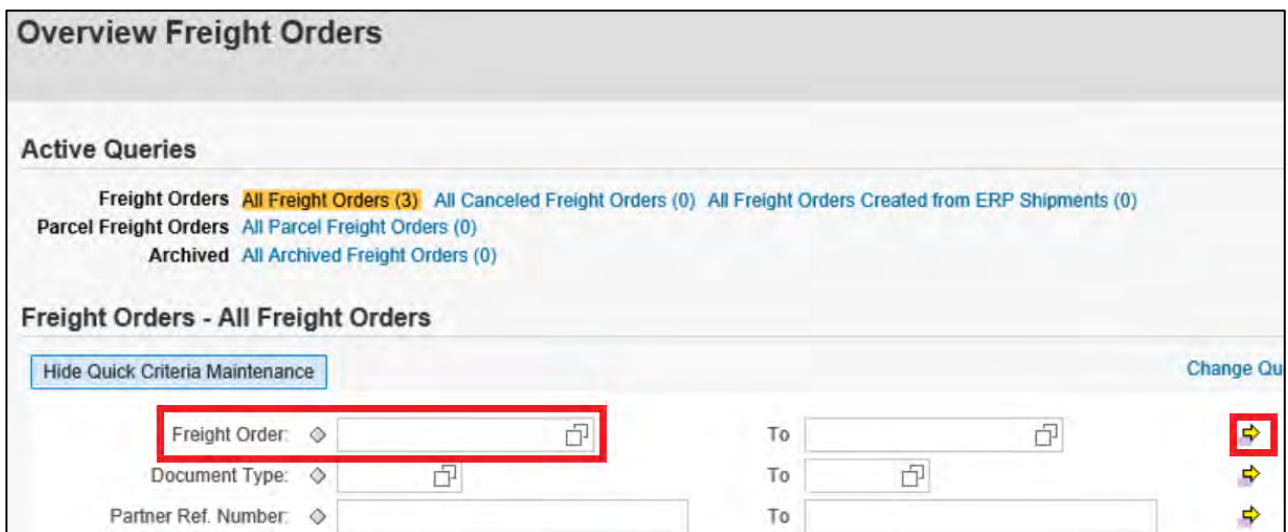 Overview Freight Orders
Active Queries
Freight Orders All Freight Orders (3) All Canceled Freight Orders (0) All Freight Orders Created from ERP Shipments (0)
Parcel Freight Orders All Parcel Freight Orders (0)
Archived All Archived Freight Orders (0)
Freight Orders - All Freight Orders
Hide Quick Criteria Maintenance Change Qu
Freight Order: To
Document Type: To
Partner Ref. Number: To